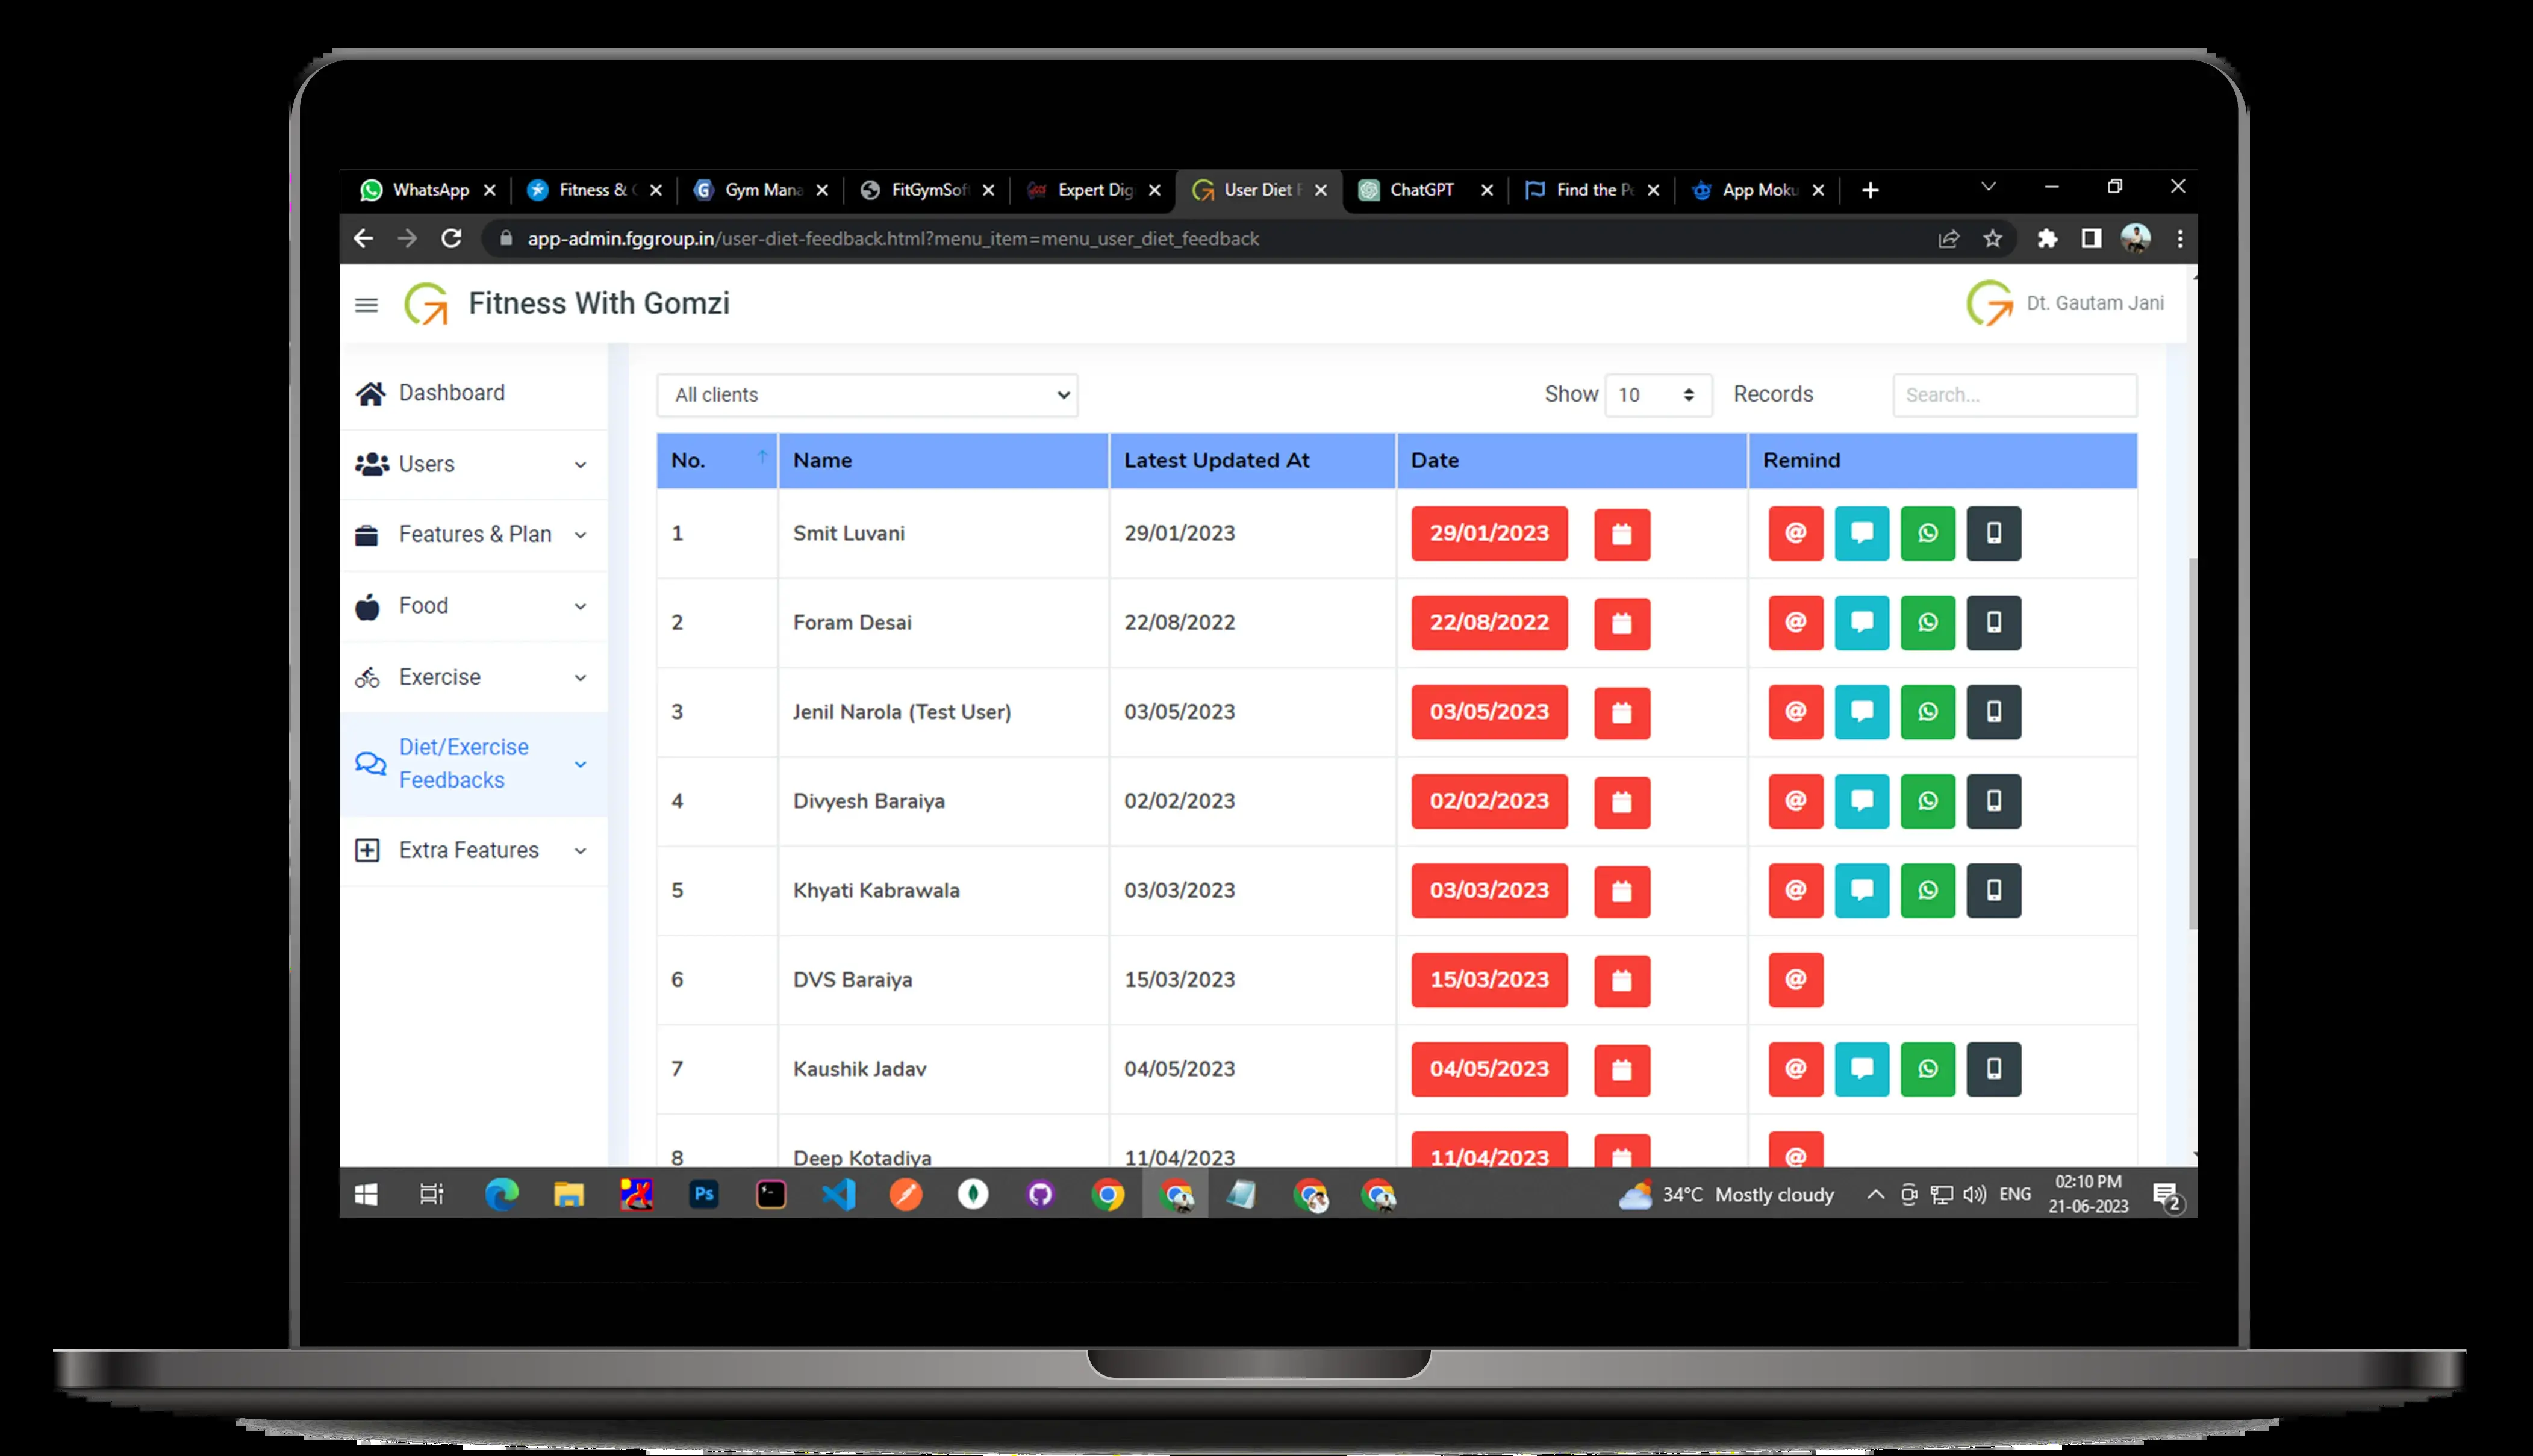 WhatsApp
Fitness & C
Gym Mana
FitGymSof
Expert Dig
User Diet F
ChatGPT
Find the Po
App Moku
app-admin.fggroup.in/user-diet-feedback.html?menu_item=menu_user_diet_feedback
Fitness With Gomzi
Dt. Gautam Jani
Dashboard
Users
Features & Plan
Food
Exercise
Diet/Exercise
Feedbacks
Extra Features
All clients
Show 10 Records
Search...
No. Name Latest Updated At Date Remind
1 Smit Luvani 29/01/2023 29/01/2023
2 Foram Desai 22/08/2022 22/08/2022
3 Jenil Narola (Test User) 03/05/2023 03/05/2023
4 Divyesh Baraiya 02/02/2023 02/02/2023
5 Khyati Kabrawala 03/03/2023 03/03/2023
6 DVS Baraiya 15/03/2023 15/03/2023
7 Kaushik Jadav 04/05/2023 04/05/2023
8 Deep Kotadiya 11/04/2023 11/04/2023
Ps
34°C Mostly cloudy
ENG
02:10 PM
21-06-2023
2